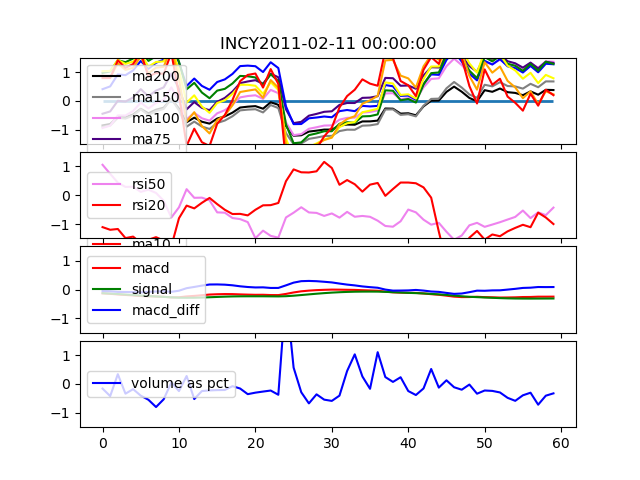 INCY2011-02-11 00:00:00
1
0
−1
ma200
ma150
ma100
ma75
1
0
−1
rsi50
rsi20
ma10
1
0
−1
macd
signal
macd_diff
1
0
−1
volume as pct
0 10 20 30 40 50 60